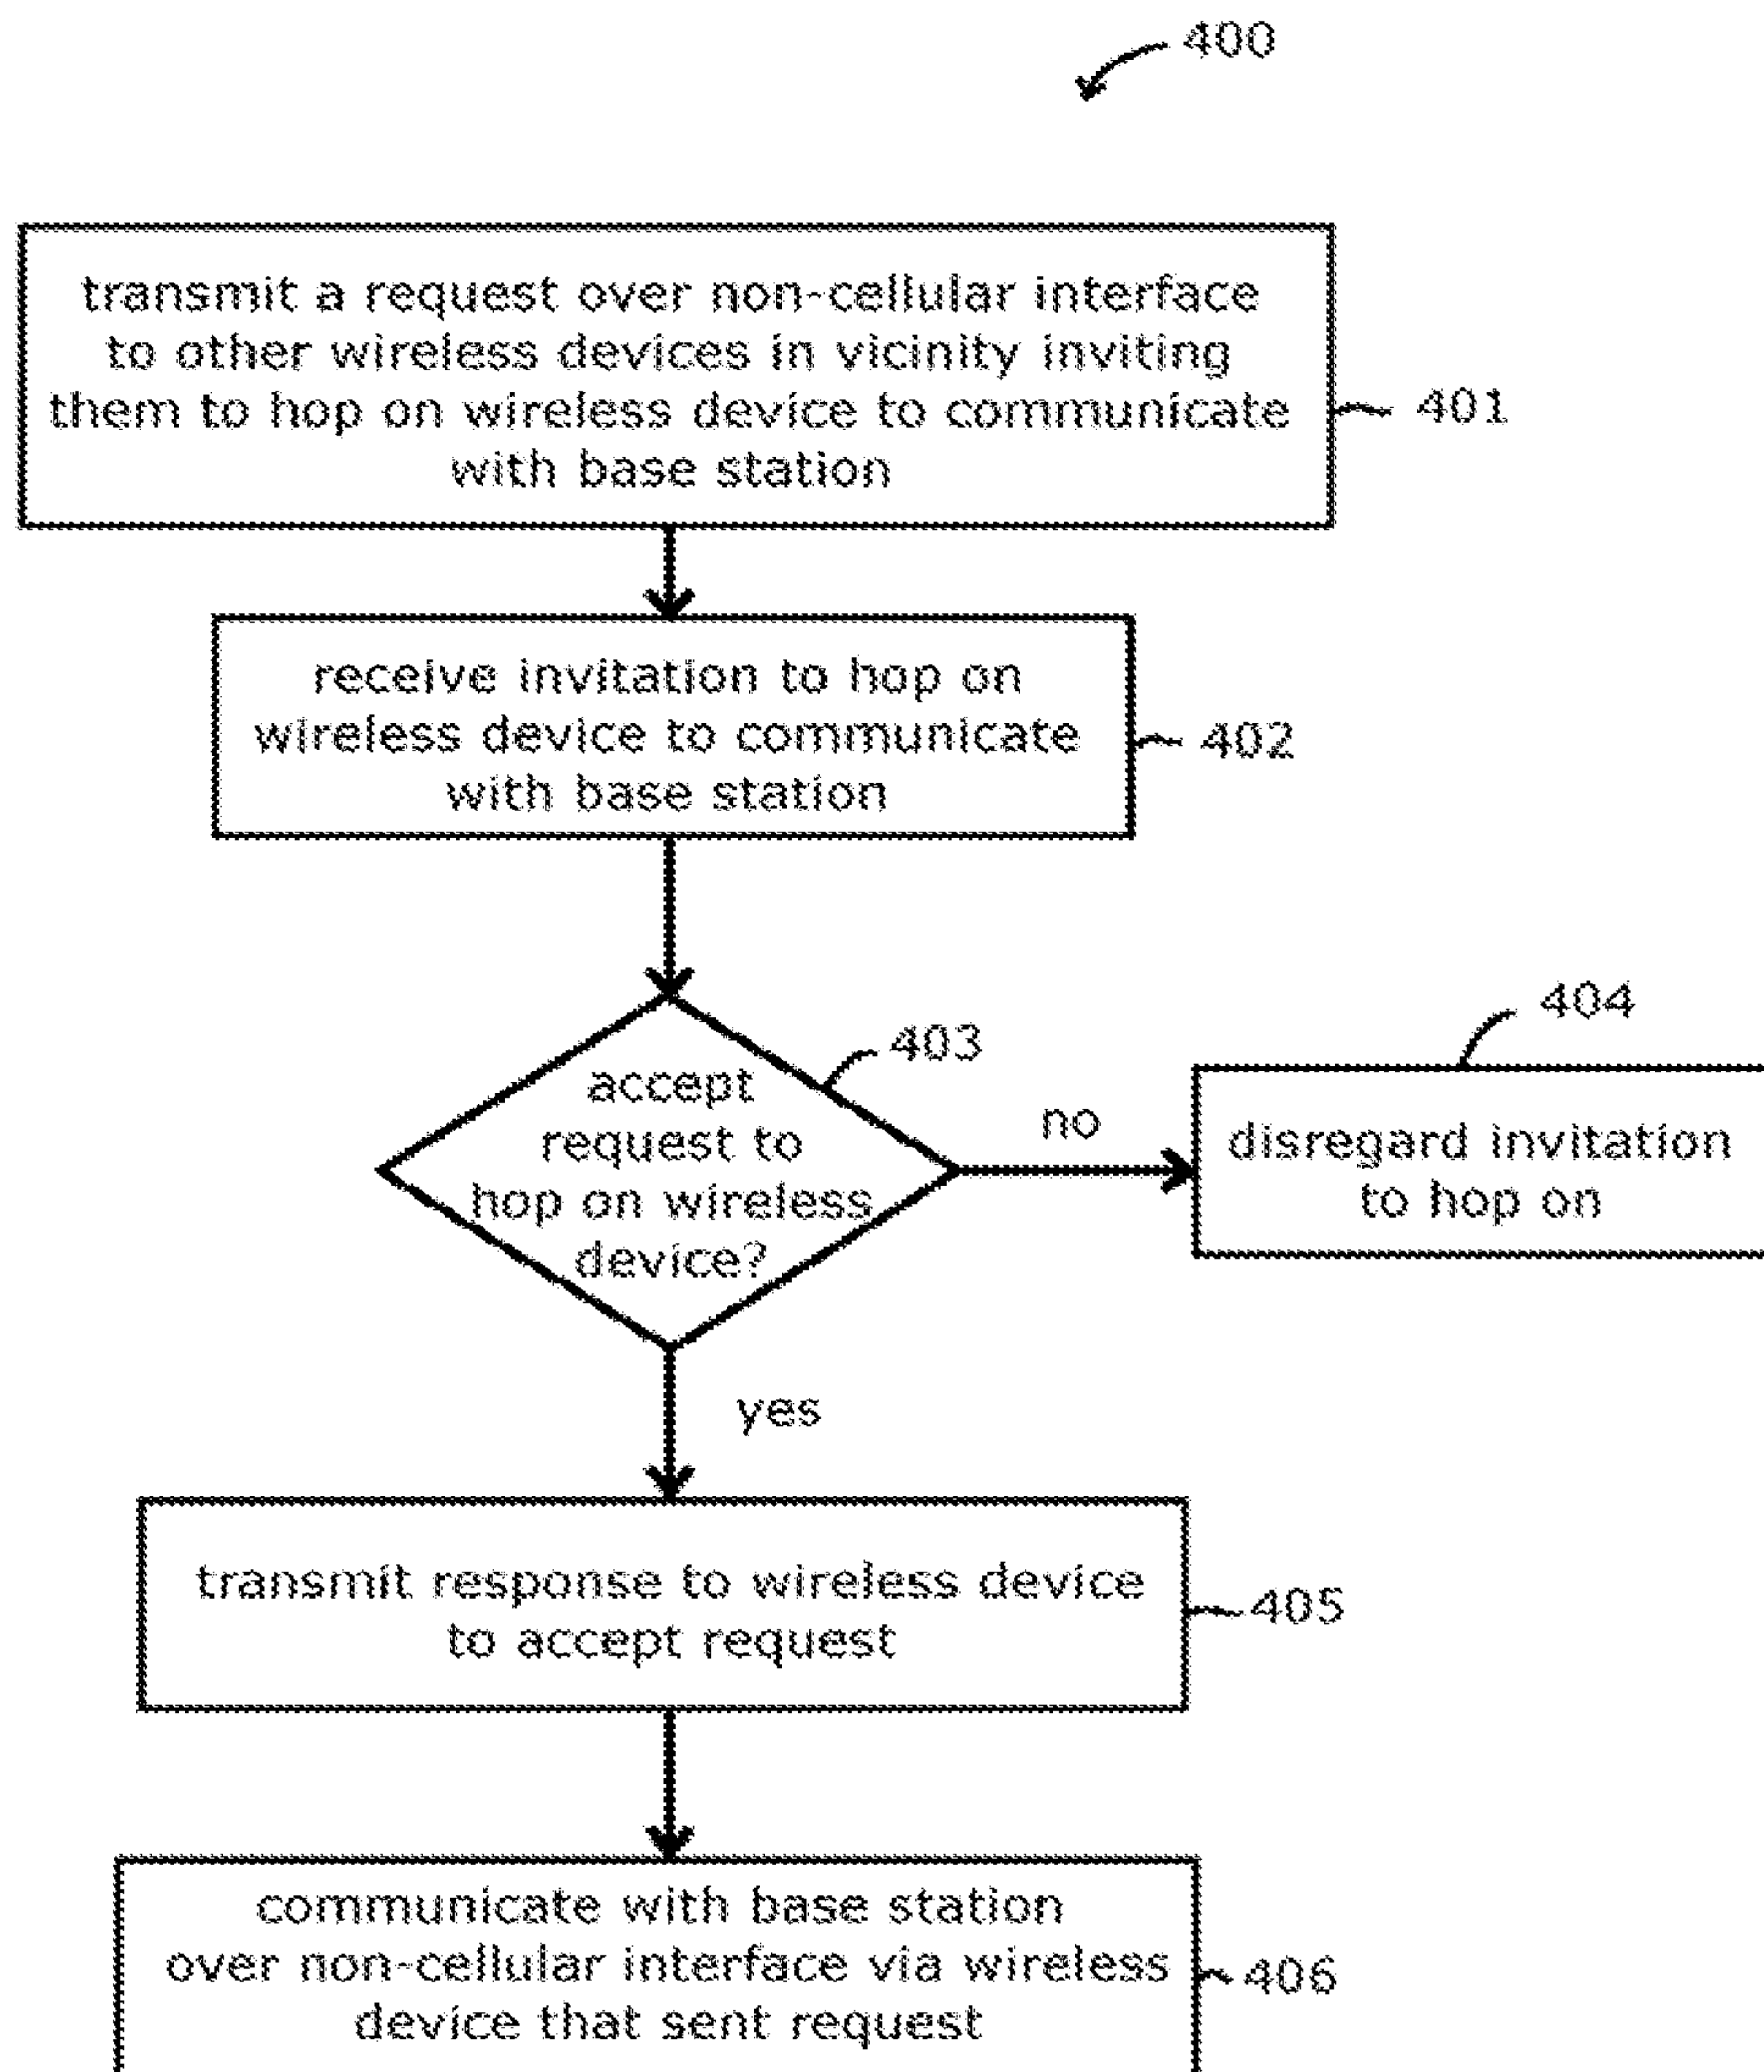 400
transmit a request over non-cellular interface
to other wireless devices in vicinity inviting
them to hop on wireless device to communicate
with base station
401
receive invitation to hop on
wireless device to communicate
with base station
402
403
accept
request to
hop on wireless
device?
no
404
disregard invitation
to hop on
yes
transmit response to wireless device
to accept request
405
communicate with base station
over non-cellular interface via wireless
device that sent request
406